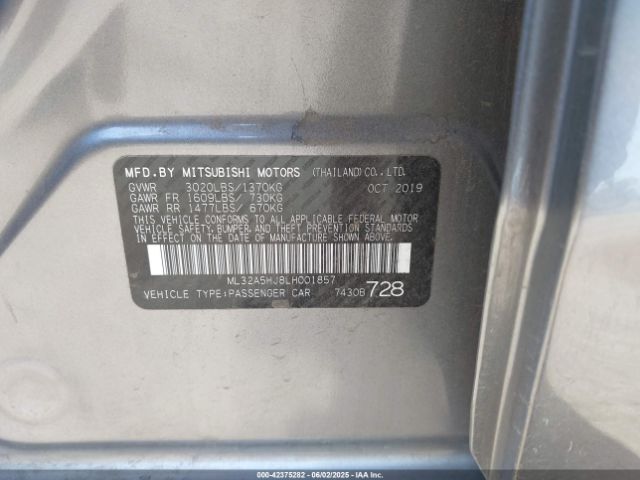 MFD. BY MITSUBISHI MOTORS (THAILAND) CO., LTD.
GVWR 3020LBS/1370KG OCT 2019
GAWR FR 1609LBS/ 730KG
GAWR RR 1477LBS/ 670KG
THIS VEHICLE CONFORMS TO ALL APPLICABLE FEDERAL MOTOR
VEHICLE SAFETY, BUMPER, AND THEFT PREVENTION STANDARDS
IN EFFECT ON THE DATE OF MANUFACTURE SHOWN ABOVE.
ML32A5HJ8LH001857
VEHICLE TYPE:PASSENGER CAR 7430B 728
© 42375282 - 06/02/2025 - IAA Inc.